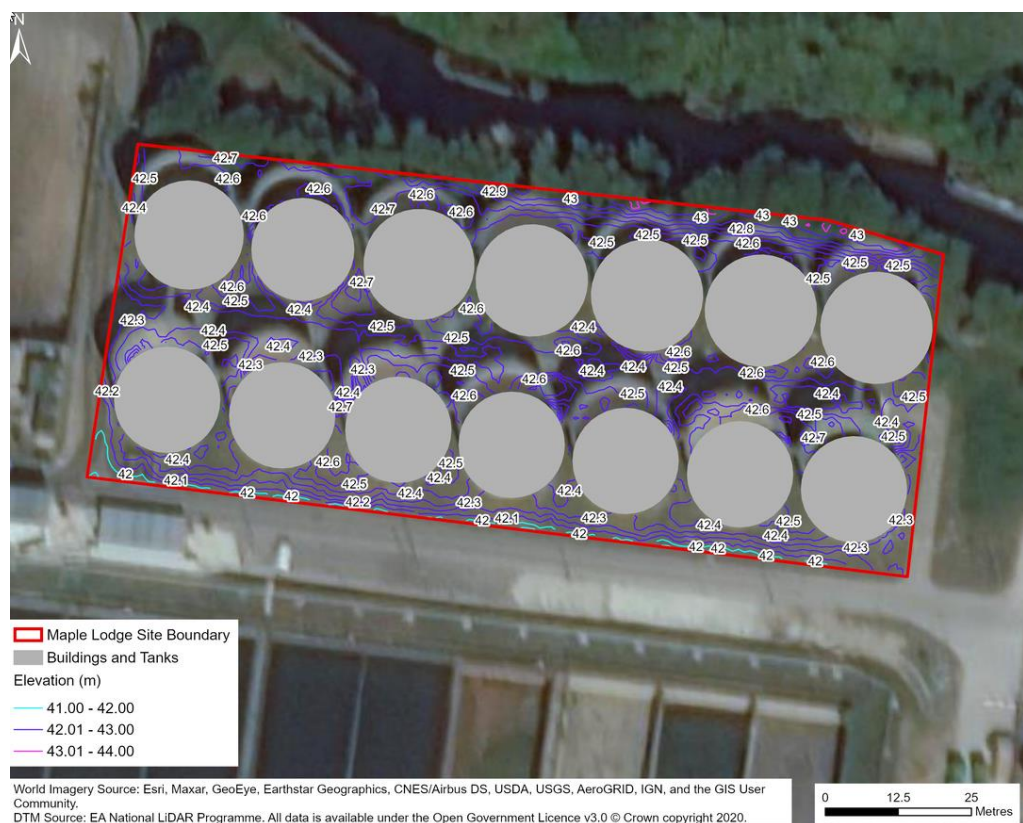 N
42.7
42.5 42.6 42.6 42.6 42.9
42.4 42.6 42.7 42.6 43 43 43 43
42.8 43
42.5 42.5 42.5 42.6
42.5 42.5 42.5
42.6 42.7
42.4 42.5 42.4 42.6
42.3 42.4 42.5 42.4
42.5 42.4 42.3 42.5 42.6 42.6
42.3 42.3 42.5 42.4 42.4 42.5 42.6 42.6
42.2 42.4 42.6 42.6 42.5 42.4 42.4 42.5
42.7 42.6 42.5 42.4
42.7 42.5
42.4 42.6 42.5
42 42.1 42.5 42.4 42.4
42 42 42.2 42.4 42.3 42.4
42 42.1 42.3 42.4 42.5 42.3
42 42.4
42 42 42 42 42.3
Maple Lodge Site Boundary
Buildings and Tanks
Elevation (m)
41.00 - 42.00
42.01 - 43.00
43.01 - 44.00
World Imagery Source: Esri, Maxar, GeoEye, Earthstar Geographics, CNES/Airbus DS, USDA, USGS, AeroGRID, IGN, and the GIS User
Community.
DTM Source: EA National LiDAR Programme. All data is available under the Open Government Licence v3.0 © Crown copyright 2020.
0 12.5 25
Metres